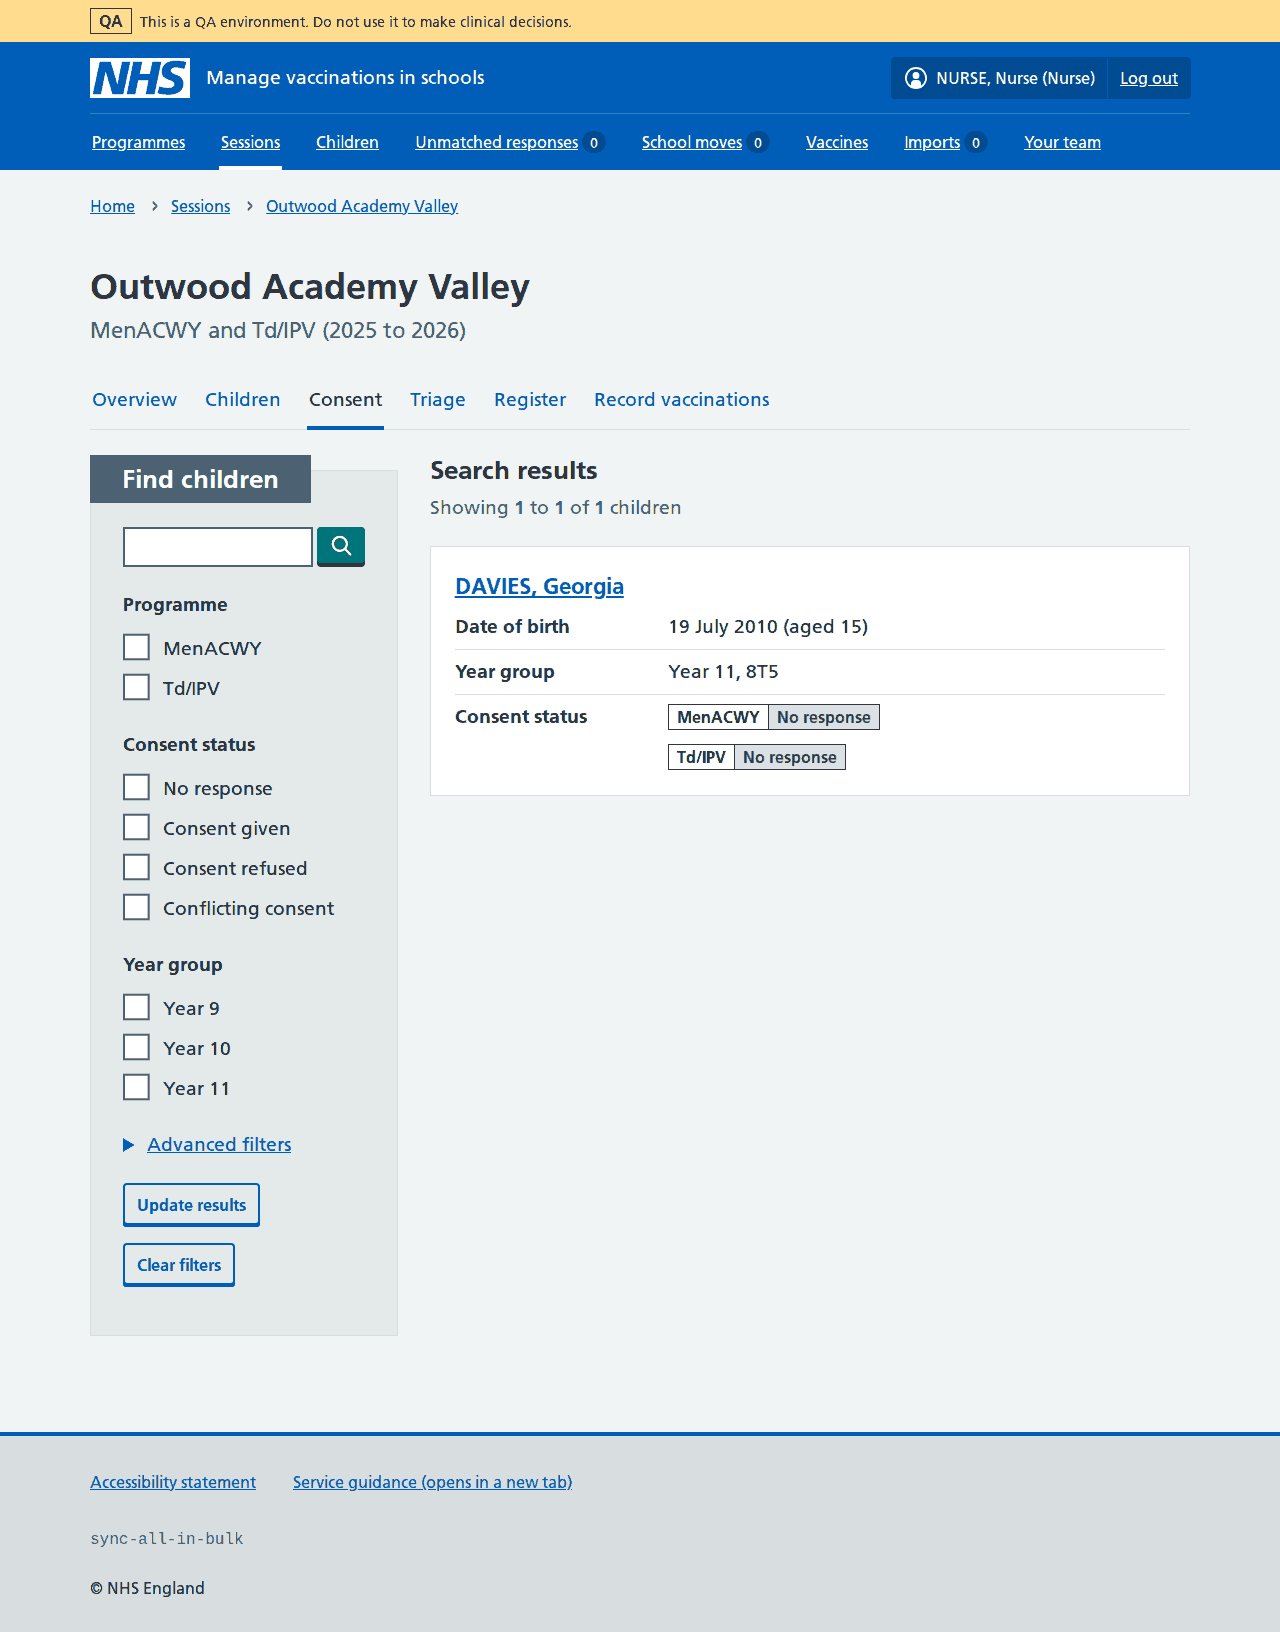 QA This is a QA environment. Do not use it to make clinical decisions.
NHS Manage vaccinations in schools NURSE, Nurse (Nurse) Log out
Programmes Sessions Children Unmatched responses 0 School moves 0 Vaccines Imports 0 Your team
Home Sessions Outwood Academy Valley
Outwood Academy Valley
MenACWY and Td/IPV (2025 to 2026)
Overview Children Consent Triage Register Record vaccinations
Find children
Programme
MenACWY
Td/IPV
Consent status
No response
Consent given
Consent refused
Conflicting consent
Year group
Year 9
Year 10
Year 11
Advanced filters
Update results
Clear filters
Search results
Showing 1 to 1 of 1 children
DAVIES, Georgia
Date of birth 19 July 2010 (aged 15)
Year group Year 11, 8T5
Consent status MenACWY No response
Td/IPV No response
Accessibility statement Service guidance (opens in a new tab)
sync-all-in-bulk
© NHS England